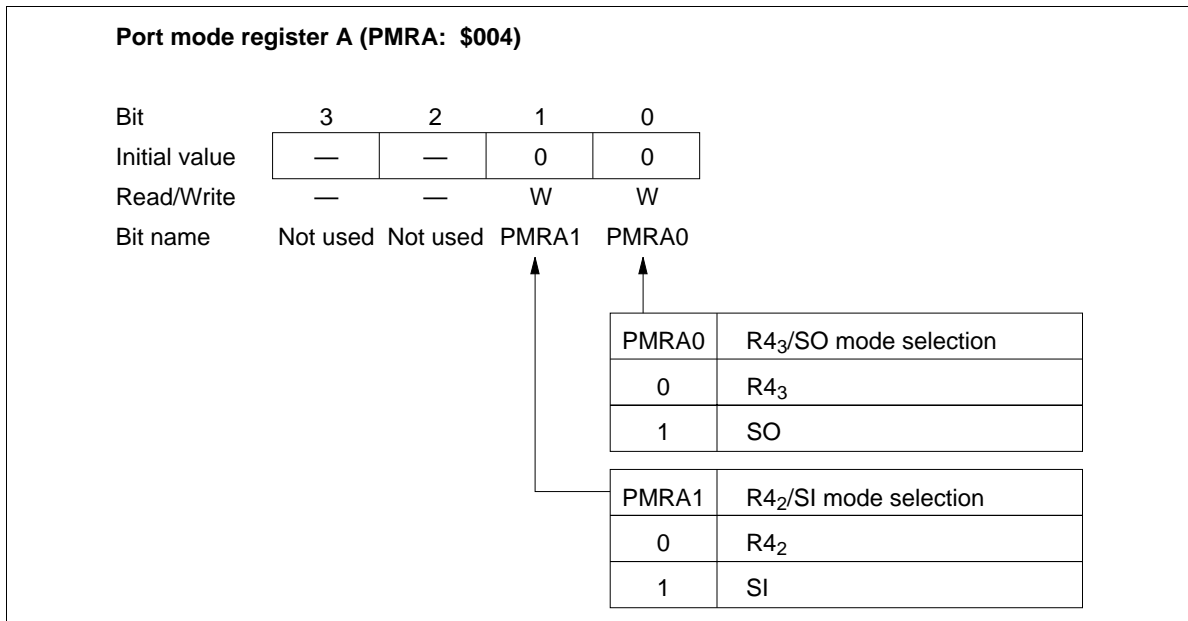 Port mode register A (PMRA: $004)
Bit 3 2 1 0
Initial value — — 0 0
Read/Write — — W W
Bit name Not used Not used PMRA1 PMRA0
PMRA0 R4₃/SO mode selection
0 R4₃
1 SO
PMRA1 R4₂/SI mode selection
0 R4₂
1 SI